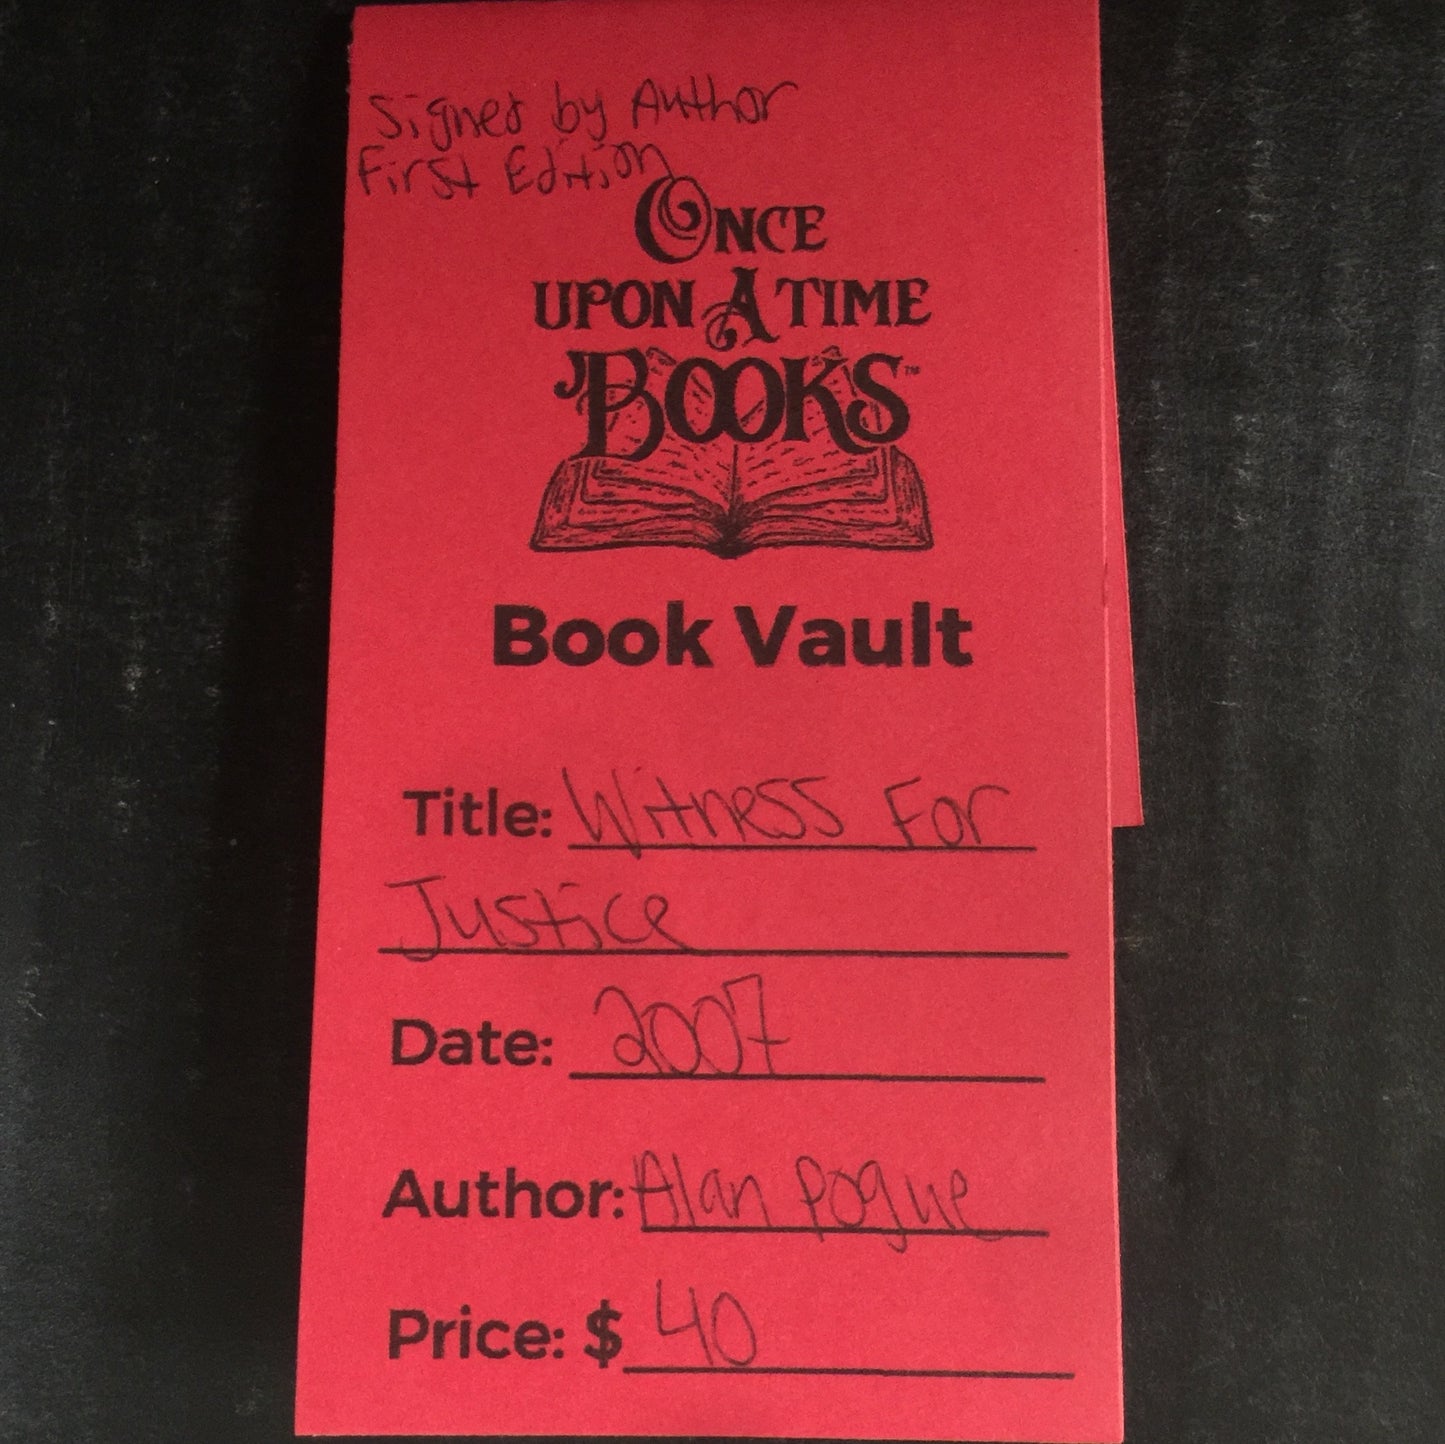 Signed by Author
First Edition
ONCE
UPON A TIME
BOOKS™
Book Vault
Title: Witness For
Justice
Date: 2007
Author: Alan Pogue
Price: $ 40